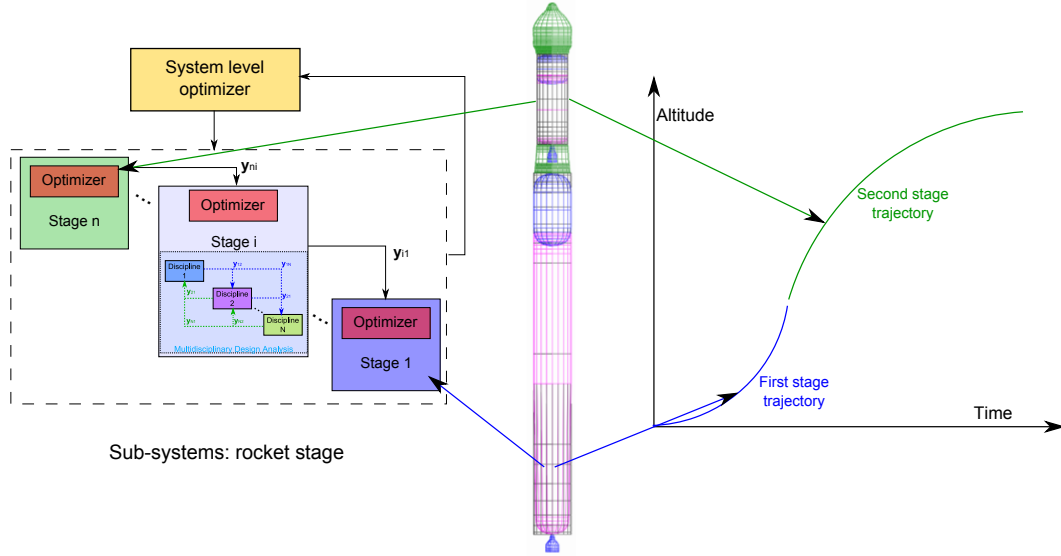 System level
optimizer
Optimizer
Stage n
y_ni
Optimizer
Stage i
Discipline
1
Discipline
2
Discipline
N
Multidisciplinary Design Analysis
y_i1
Optimizer
Stage 1
Sub-systems: rocket stage
Altitude
Second stage
trajectory
First stage
trajectory
Time